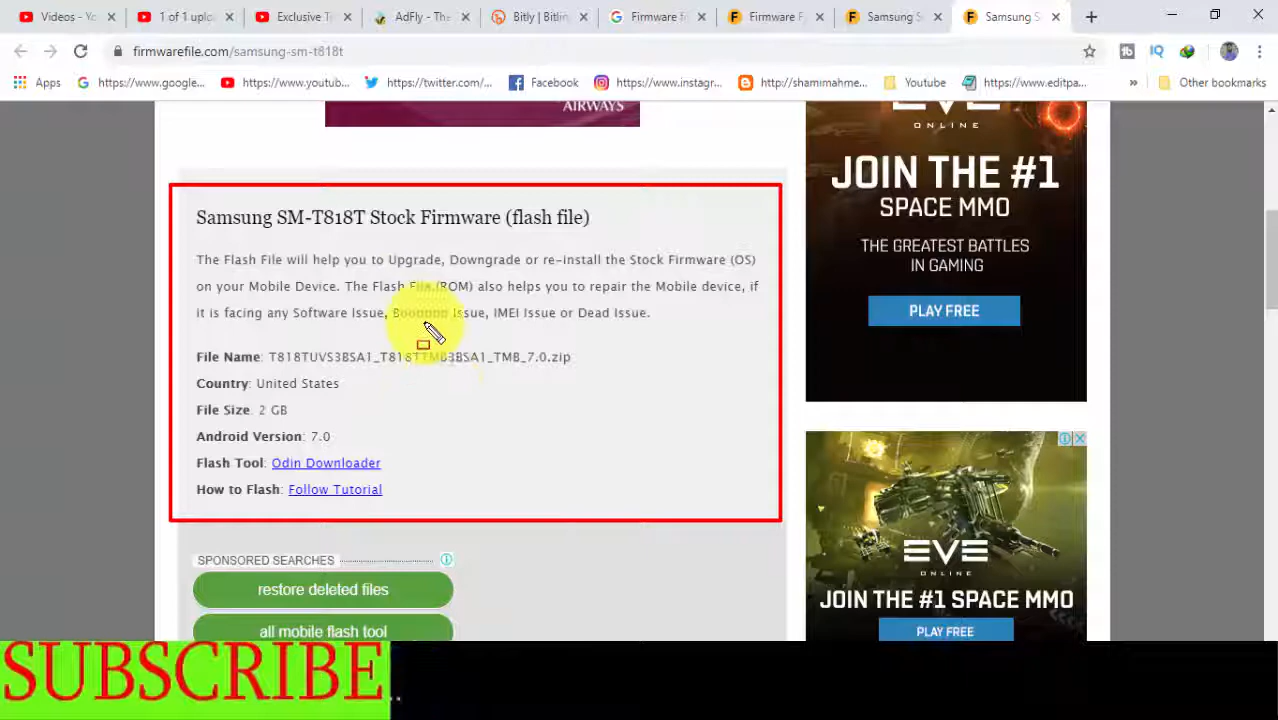 Videos - Yo
1 of 1 uploa
Exclusive T
AdFly - The
Bitly | Bitlin
Firmware fo
Firmware F
Samsung S
Samsung S
firmwarefile.com/samsung-sm-t818t
Apps
https://www.google...
https://www.youtub...
https://twitter.com/...
Facebook
https://www.instagr...
http://shamimahme...
Youtube
https://www.editpa...
»
Other bookmarks
AIRWAYS
Samsung SM-T818T Stock Firmware (flash file)
The Flash File will help you to Upgrade, Downgrade or re-install the Stock Firmware (OS)
on your Mobile Device. The Flash File (ROM) also helps you to repair the Mobile device, if
it is facing any Software Issue, Issue, IMEI Issue or Dead Issue.
File Name: T818TUVS3BSA1_T818TTMB3BSA1_TMB_7.0.zip
Country: United States
File Size: 2 GB
Android Version: 7.0
Flash Tool: Odin Downloader
How to Flash: Follow Tutorial
SPONSORED SEARCHES
restore deleted files
all mobile flash tool
EVE
ONLINE
JOIN THE #1
SPACE MMO
THE GREATEST BATTLES
IN GAMING
PLAY FREE
EVE
ONLINE
JOIN THE #1 SPACE MMO
PLAY FREE
SUBSCRIBE..